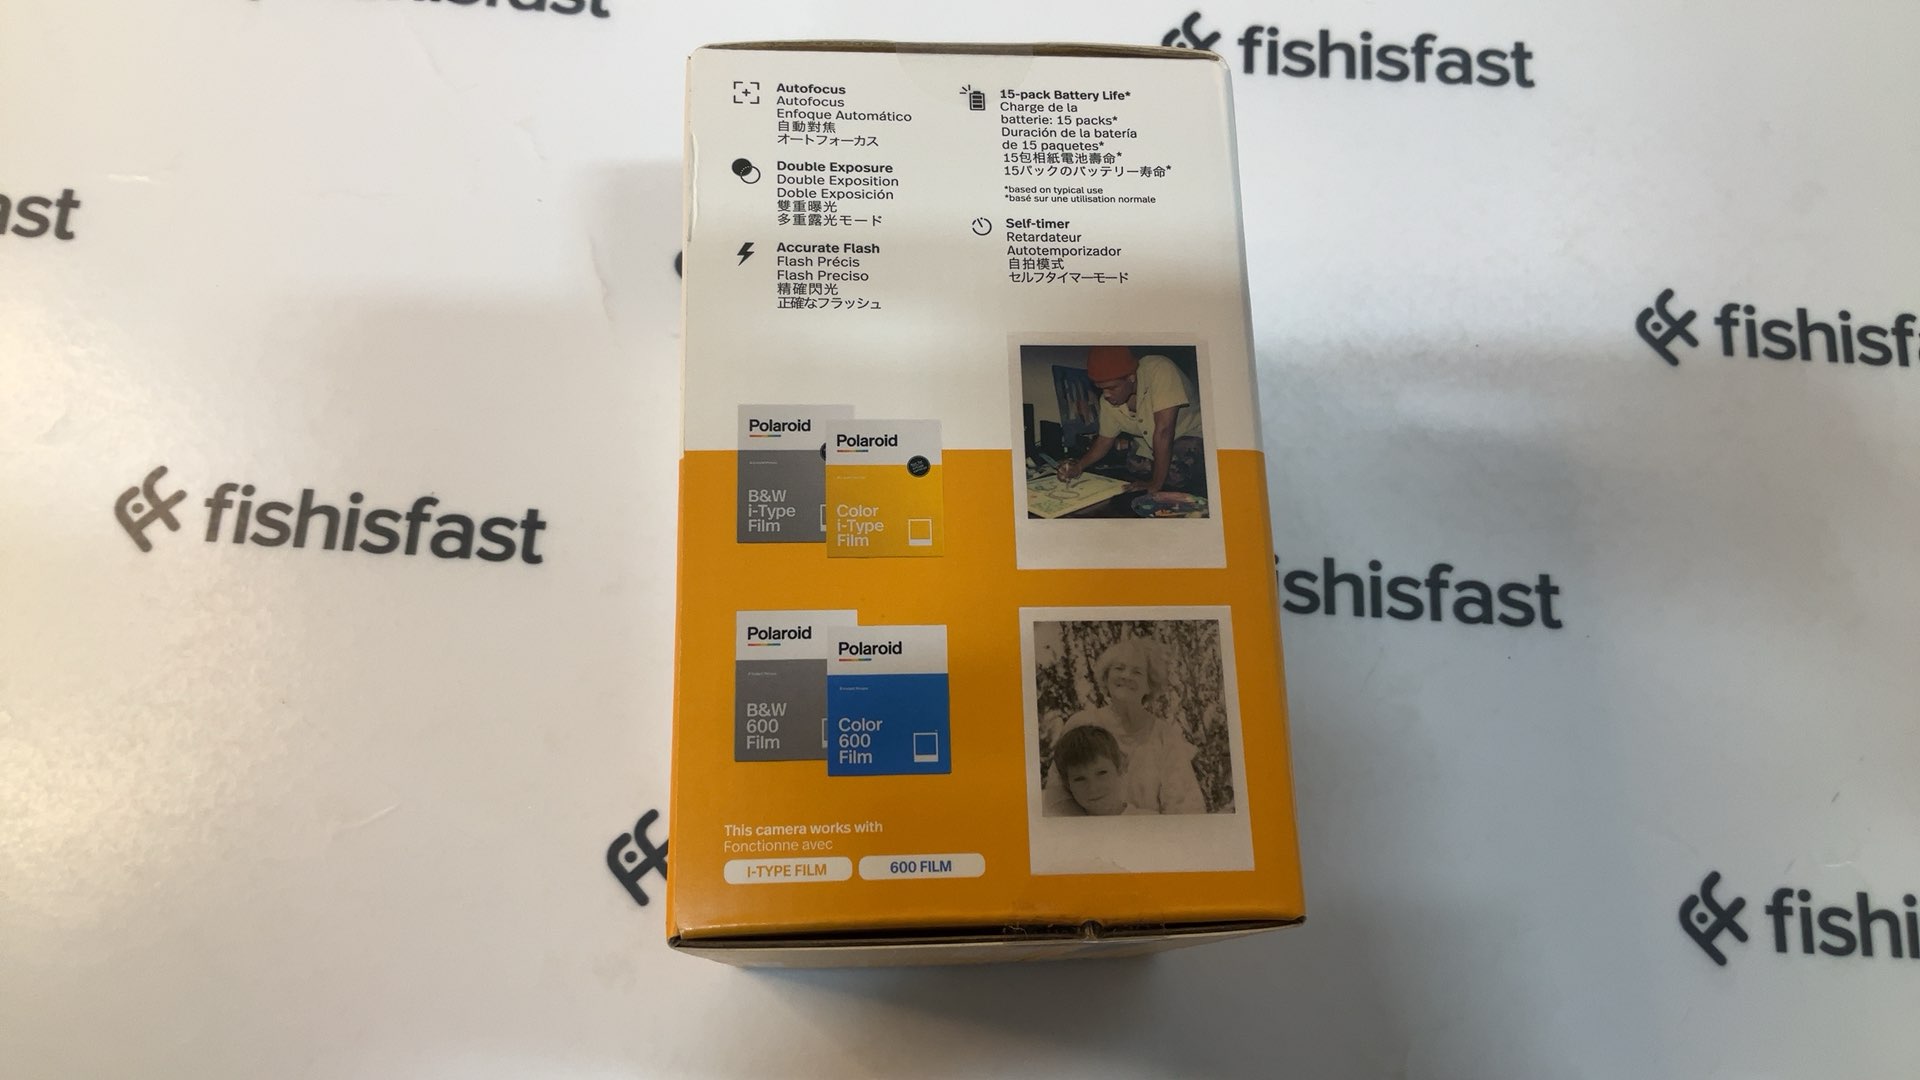 fishisfast
Autofocus
Autofocus
Enfoque Automático
自動對焦
オートフォーカス
Double Exposure
Double Exposition
Doble Exposición
雙重曝光
多重露光モード
Accurate Flash
Flash Précis
Flash Preciso
精確閃光
正確なフラッシュ
15-pack Battery Life*
Charge de la
batterie: 15 packs*
Duración de la batería
de 15 paquetes*
15包相紙電池壽命*
15パックのバッテリー寿命*
*based on typical use
*basé sur une utilisation normale
Self-timer
Retardateur
Autotemporizador
自拍模式
セルフタイマーモード
Polaroid
B&W
i-Type
Film
Polaroid
Color
i-Type
Film
Polaroid
B&W
600
Film
Polaroid
Color
600
Film
This camera works with
Fonctionne avec
I-TYPE FILM
600 FILM
fishisfast
ishisfast
fishisf
fishi
ast